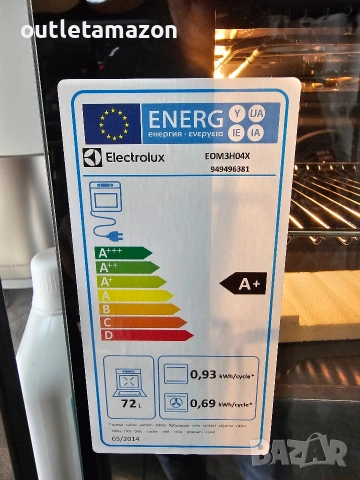 outletamazon
ENERG Y IJA
енергия · ενεργεια IE IA
Electrolux EOM3H04X
949496381
A+++
A++
A+
A
B
C
D
A+
0,93 kWh/cycle*
72 L 0,69 kWh/cycle*
65/2014
BAZAR